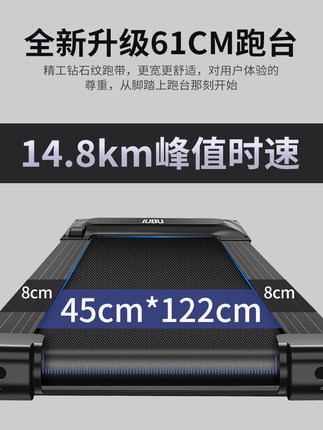 全新升级61CM跑台
精工钻石纹跑带，更宽更舒适，对用户体验的
尊重，从脚踏上跑台那刻开始
14.8km峰值时速
IUBU
8cm
8cm
45cm*122cm